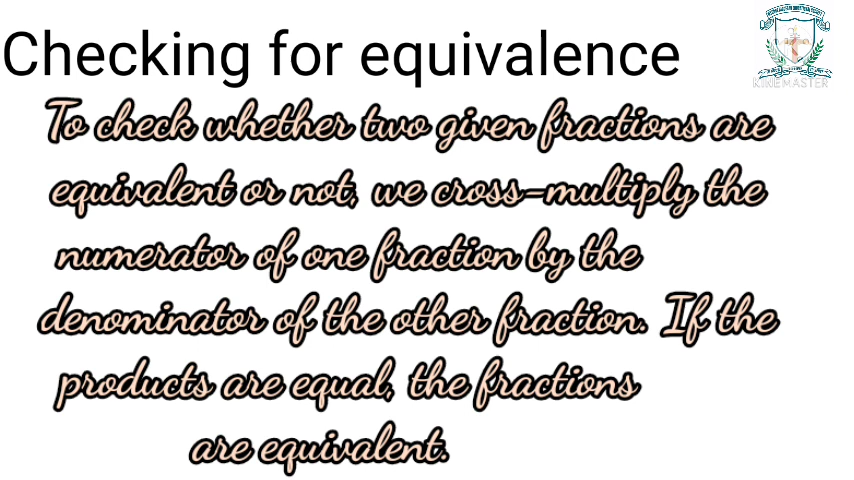 Checking for equivalence
To check whether two given fractions are
equivalent or not, we cross-multiply the
numerator of one fraction by the
denominator of the other fraction. If the
products are equal, the fractions
are equivalent.
KINEMASTER